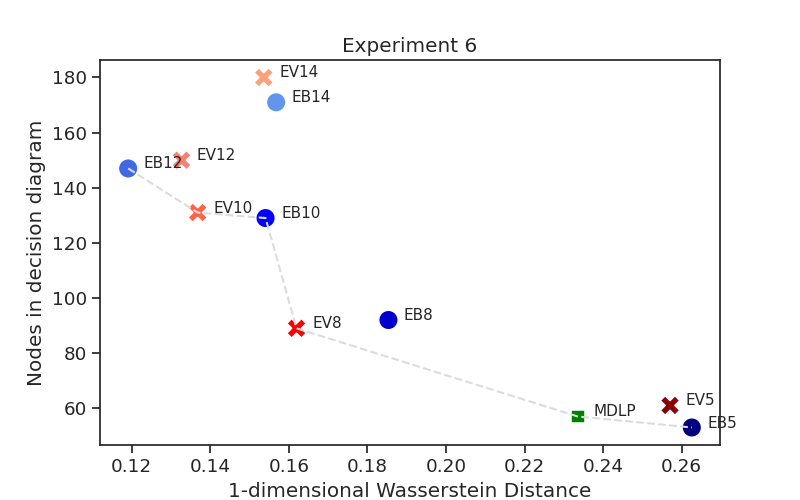 Experiment 6
Nodes in decision diagram
180
160
140
120
100
80
60
EV14
EB14
EV12
EB12
EV10
EB10
EV8
EB8
MDLP
EV5
EB5
0.12 0.14 0.16 0.18 0.20 0.22 0.24 0.26
1-dimensional Wasserstein Distance